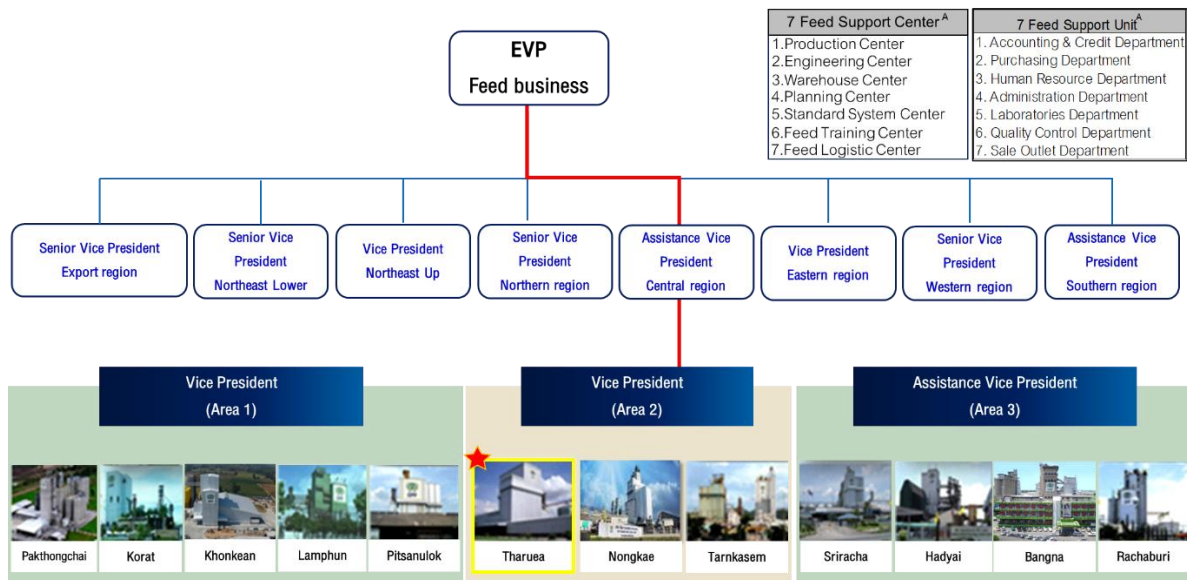 EVP
Feed business
7 Feed Support Center A
1.Production Center
2.Engineering Center
3.Warehouse Center
4.Planning Center
5.Standard System Center
6.Feed Training Center
7.Feed Logistic Center
7 Feed Support Unit A
1. Accounting & Credit Department
2. Purchasing Department
3. Human Resource Department
4. Administration Department
5. Laboratories Department
6. Quality Control Department
7. Sale Outlet Department
Senior Vice President
Export region
Senior Vice
President
Northeast Lower
Vice President
Northeast Up
Senior Vice
President
Northern region
Assistance Vice
President
Central region
Vice President
Eastern region
Senior Vice
President
Western region
Assistance Vice
President
Southern region
Vice President
(Area 1)
Vice President
(Area 2)
Assistance Vice President
(Area 3)
Pakthongchai
Korat
Khonkean
Lamphun
Pitsanulok
Tharuea
Nongkae
Tarnkasem
Sriracha
Hadyai
Bangna
Rachaburi